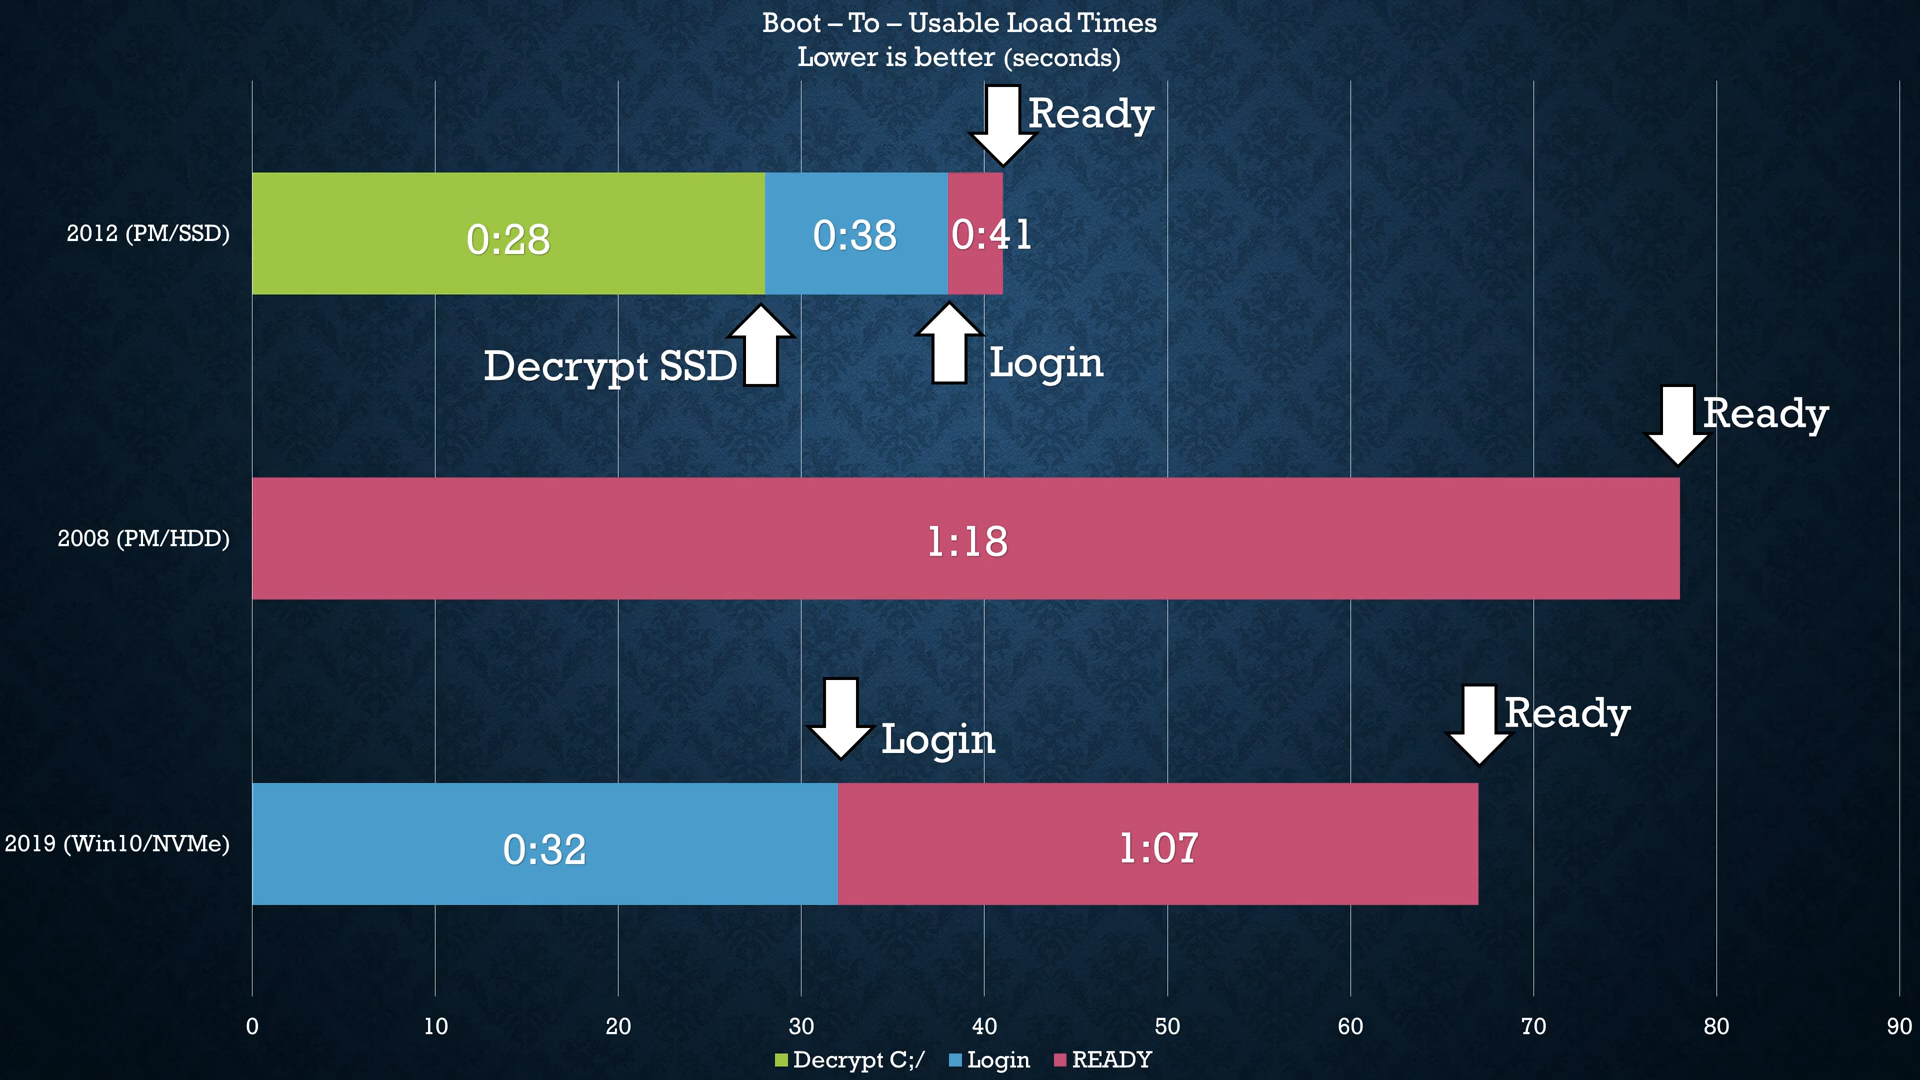 Boot – To – Usable Load Times
Lower is better (seconds)
Ready
2012 (PM/SSD)
0:28
0:38
0:41
Decrypt SSD
Login
Ready
2008 (PM/HDD)
1:18
Login
Ready
2019 (Win10/NVMe)
0:32
1:07
0 10 20 30 40 50 60 70 80 90
Decrypt C;/ Login READY